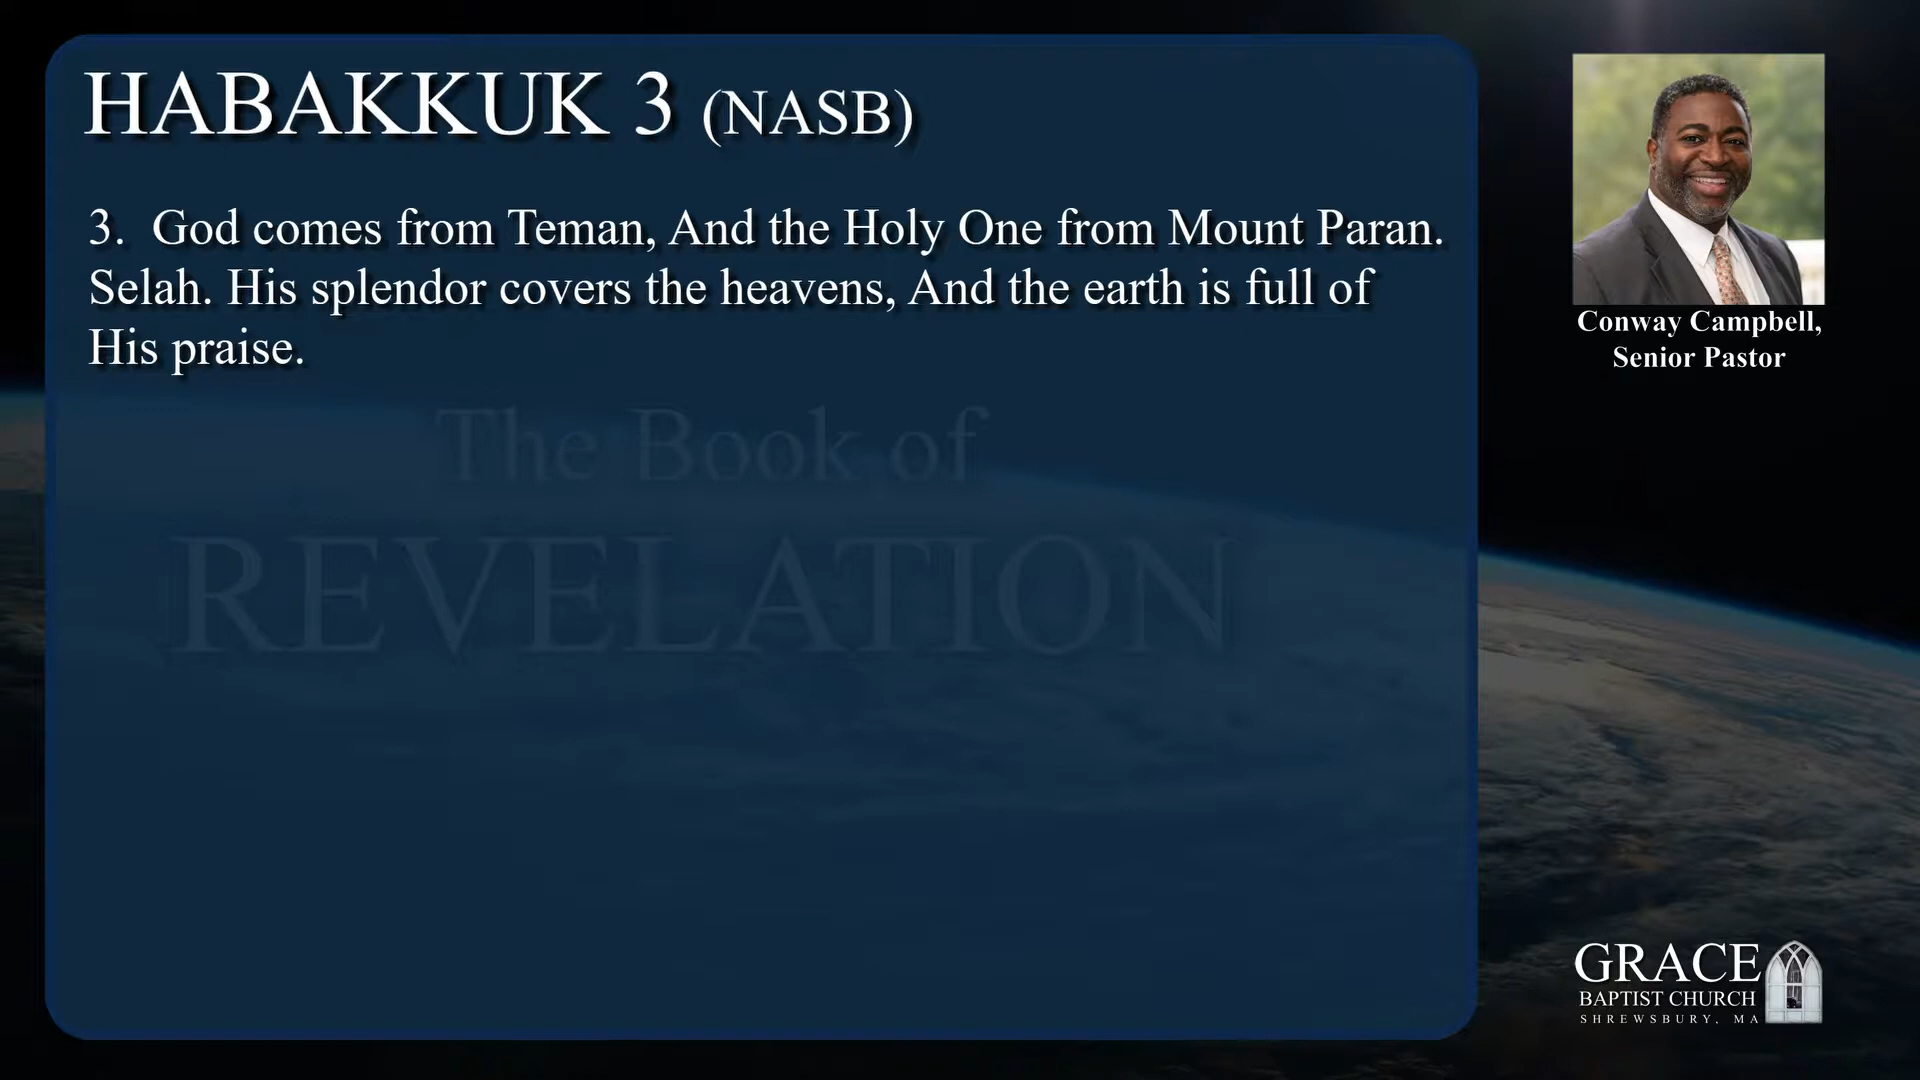 HABAKKUK 3 (NASB)
3. God comes from Teman, And the Holy One from Mount Paran.
Selah. His splendor covers the heavens, And the earth is full of
His praise.
The Book of
REVELATION
Conway Campbell,
Senior Pastor
GRACE
BAPTIST CHURCH
SHREWSBURY, MA